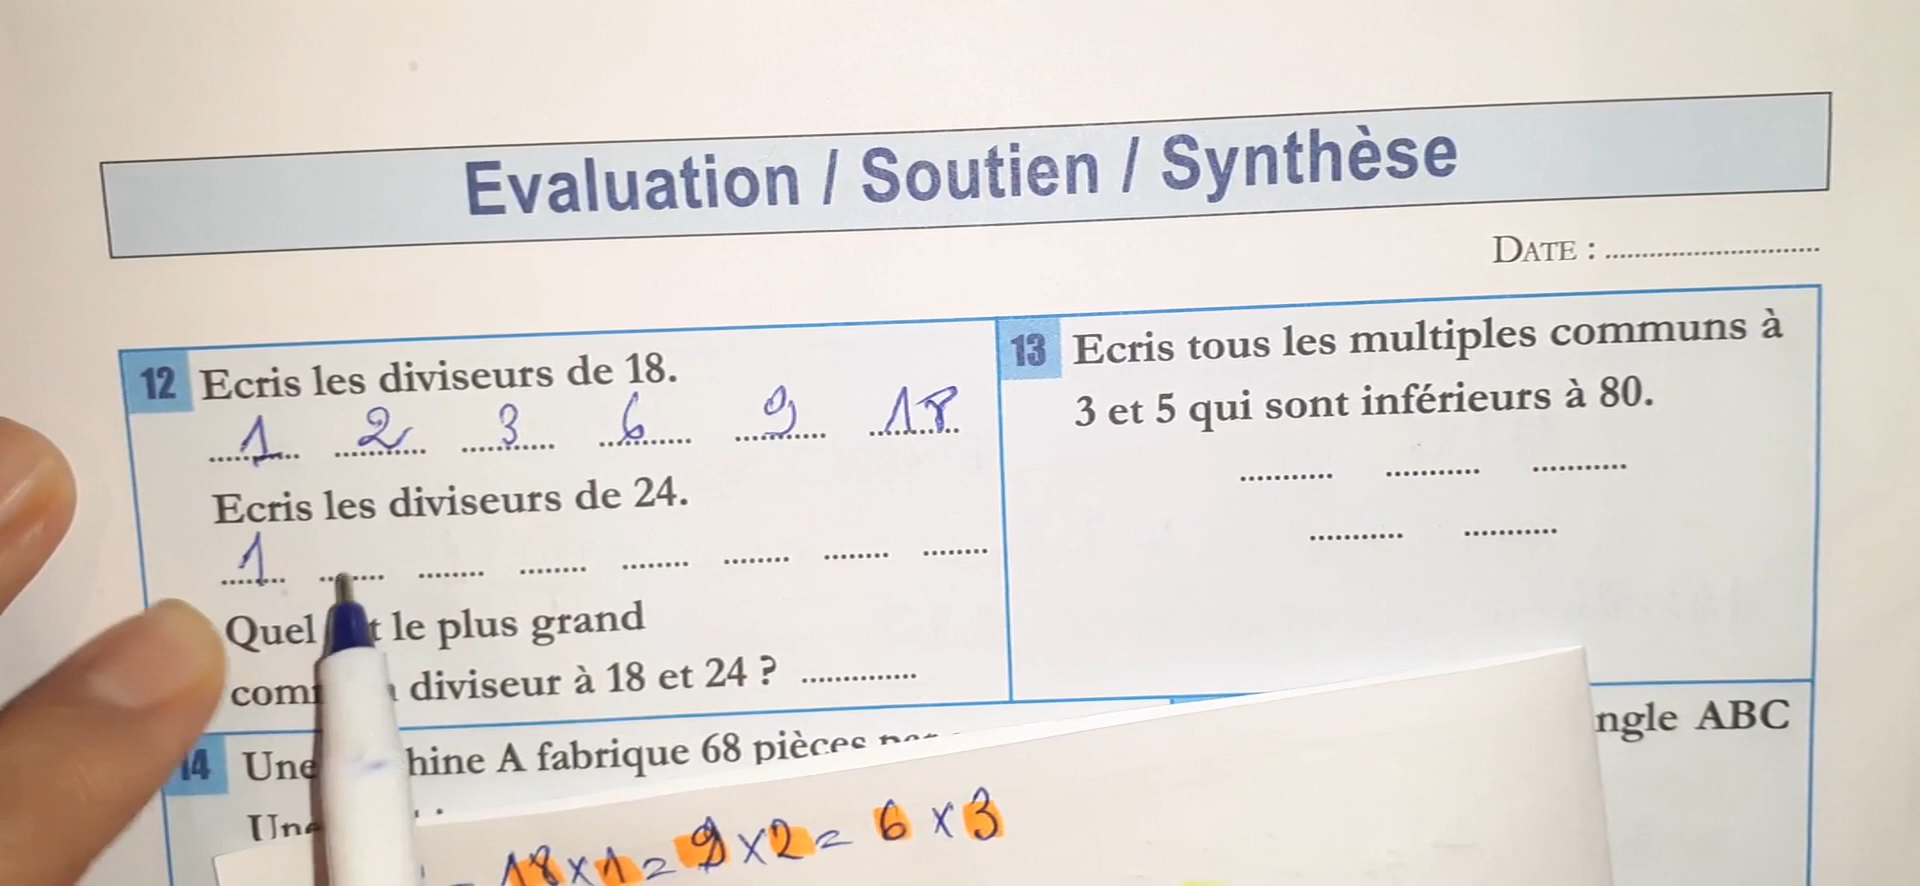 Evaluation / Soutien / Synthèse
DATE : ..............................
12 Ecris les diviseurs de 18.
1 2 3 6 9 18
Ecris les diviseurs de 24.
1 ........ ........ ........ ........ ........ ........ ........
Quel le plus grand
diviseur à 18 et 24 ? ..............
13 Ecris tous les multiples communs à
3 et 5 qui sont inférieurs à 80.
........... ........... ...........
........... ...........
14 Une hine A fabrique 68 pièces
Une
ngle ABC
18 x 1 = 9 x 2 = 6 x 3